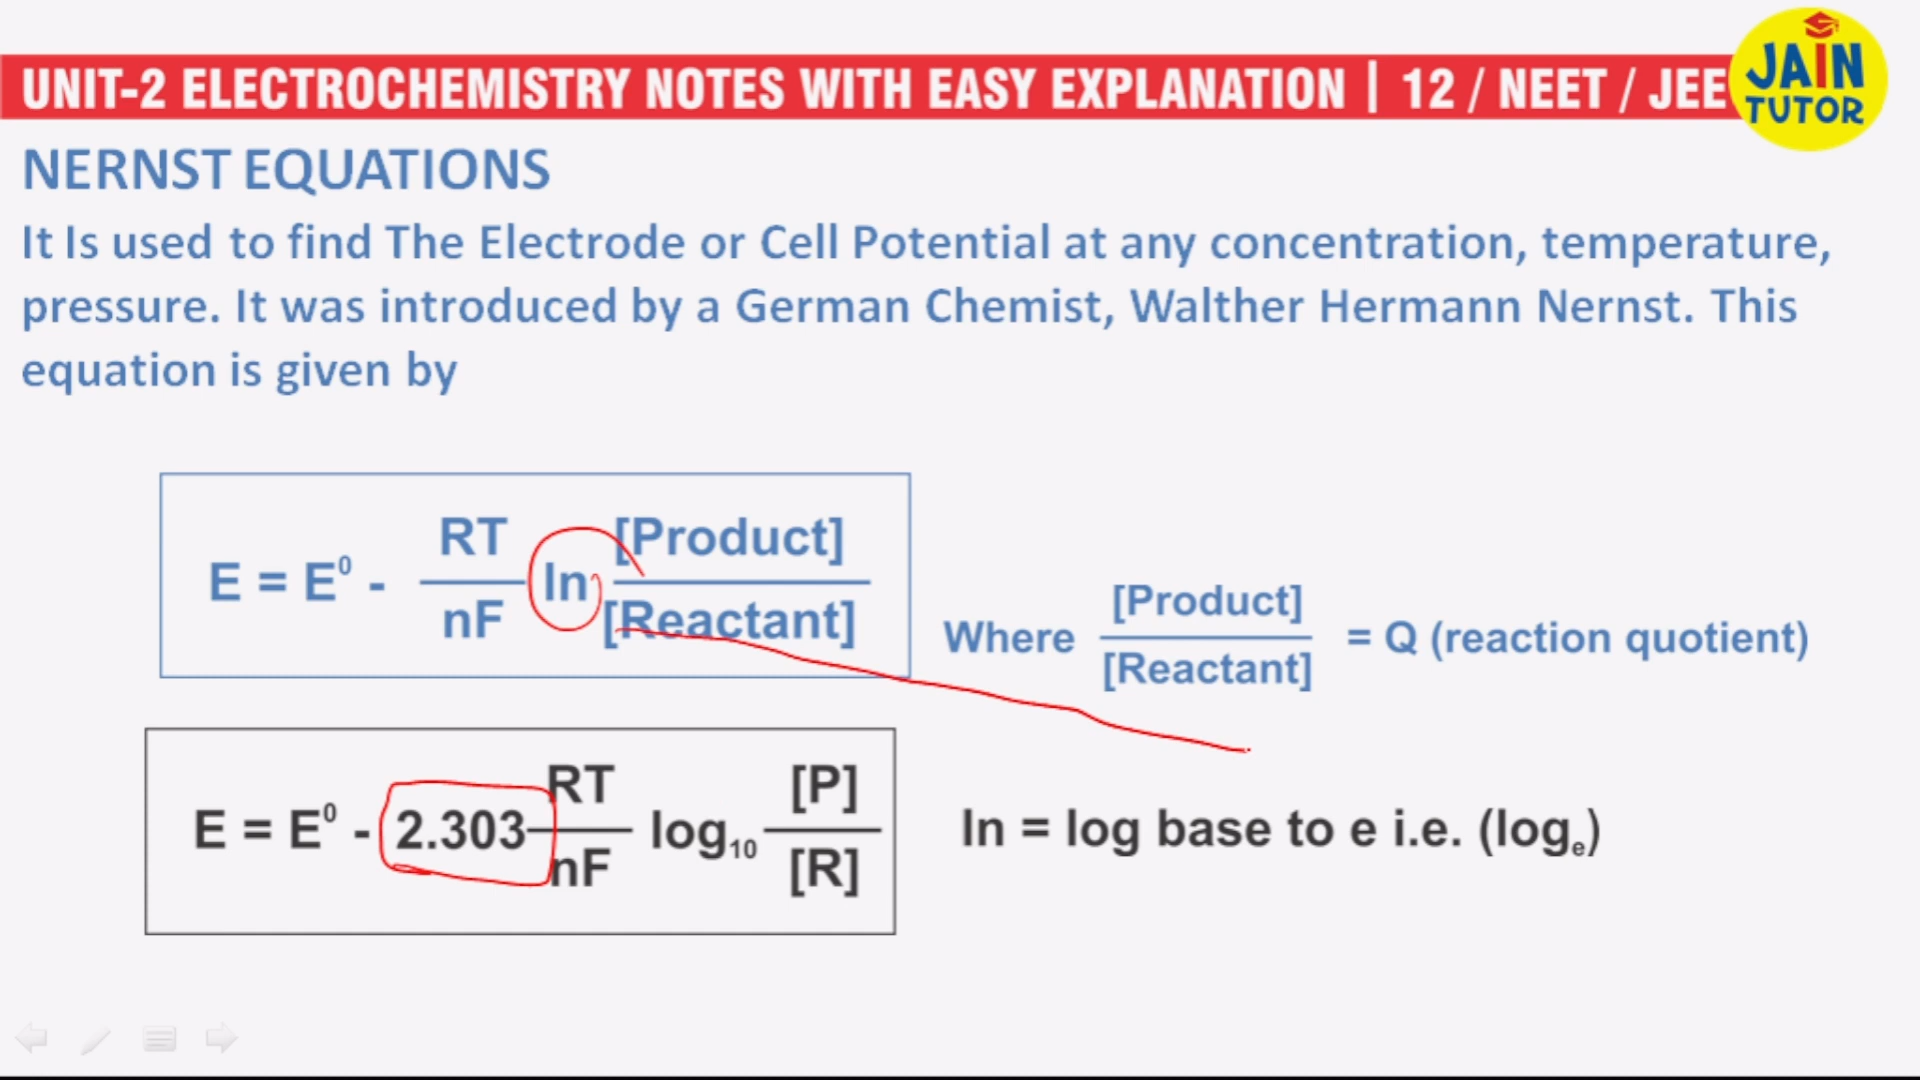 UNIT-2 ELECTROCHEMISTRY NOTES WITH EASY EXPLANATION | 12 / NEET / JEE
JAIN
TUTOR
NERNST EQUATIONS
It Is used to find The Electrode or Cell Potential at any concentration, temperature,
pressure. It was introduced by a German Chemist, Walther Hermann Nernst. This
equation is given by
E = E⁰ - RT/nF ln [Product]/[Reactant]
Where [Product]/[Reactant] = Q (reaction quotient)
E = E⁰ - 2.303 RT/nF log₁₀ [P]/[R]
ln = log base to e i.e. (logₑ)